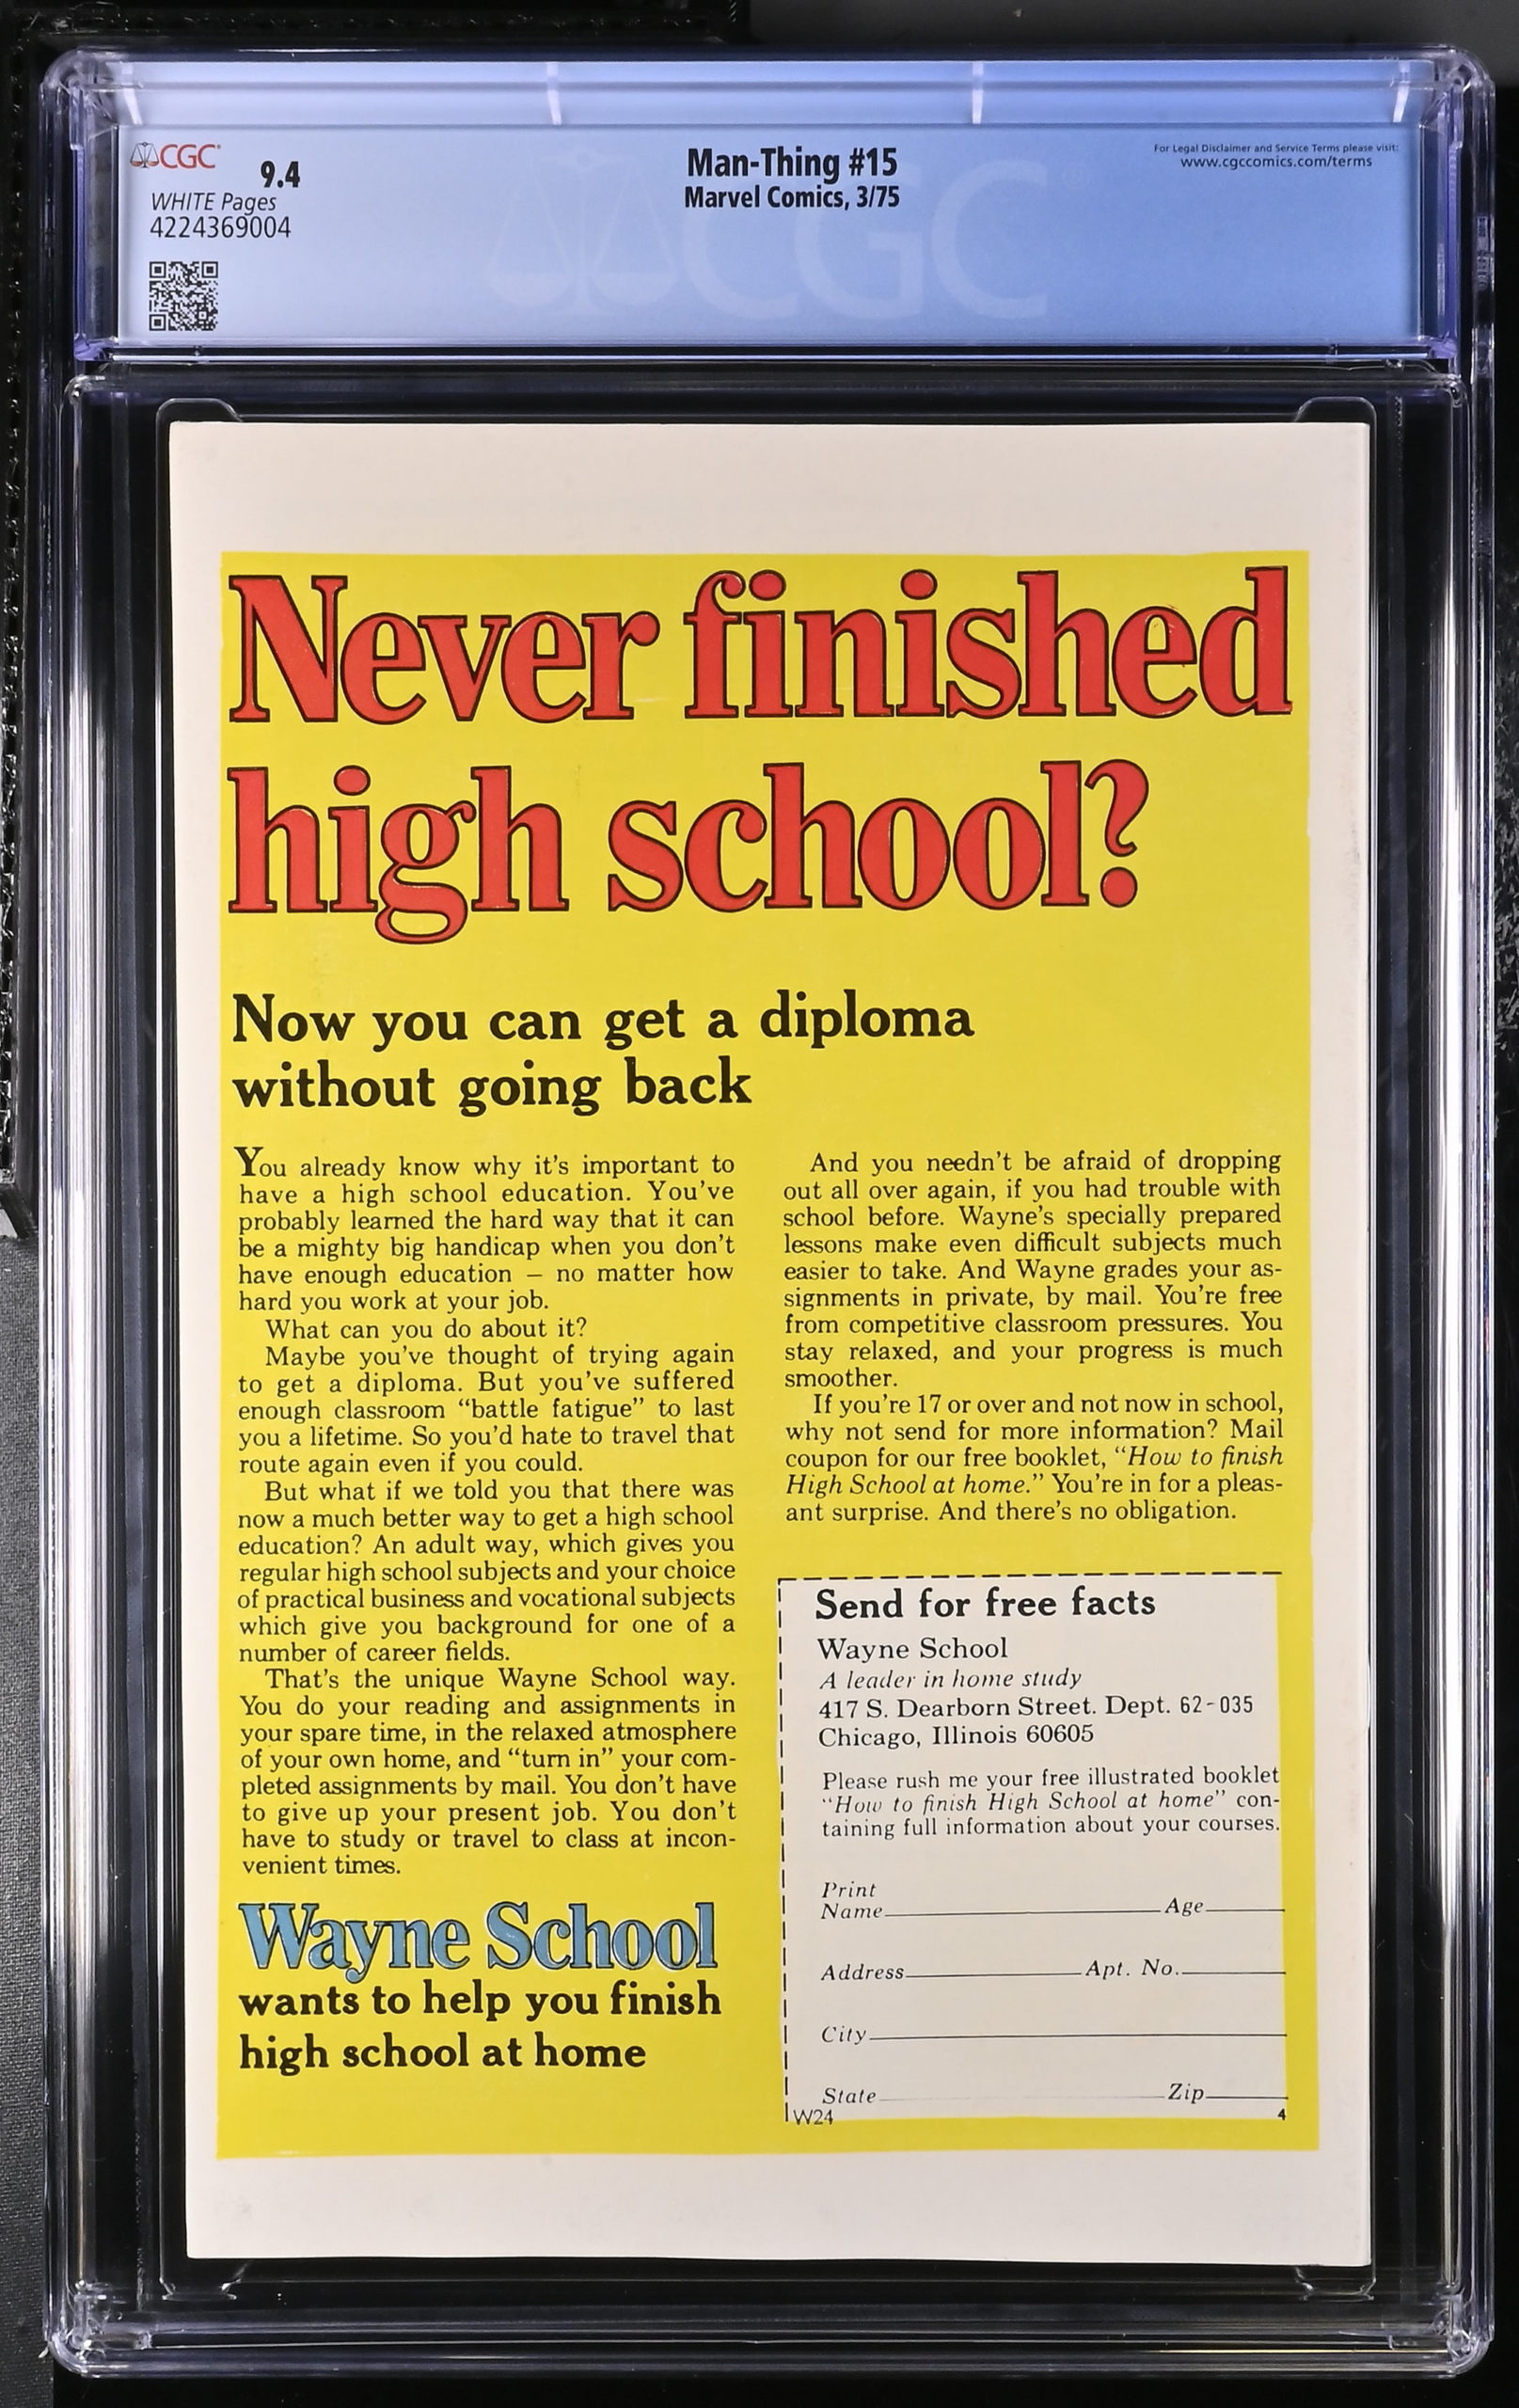 CGC
9.4
WHITE Pages
4224369004
Man-Thing #15
Marvel Comics, 3/75
For Legal Disclaimer and Service Terms please visit:
www.cgccomics.com/terms
CGC
Never finished
high school?
Now you can get a diploma
without going back
You already know why it's important to
have a high school education. You've
probably learned the hard way that it can
be a mighty big handicap when you don't
have enough education – no matter how
hard you work at your job.
What can you do about it?
Maybe you've thought of trying again
to get a diploma. But you've suffered
enough classroom “battle fatigue” to last
you a lifetime. So you'd hate to travel that
route again even if you could.
But what if we told you that there was
now a much better way to get a high school
education? An adult way, which gives you
regular high school subjects and your choice
of practical business and vocational subjects
which give you background for one of a
number of career fields.
That's the unique Wayne School way.
You do your reading and assignments in
your spare time, in the relaxed atmosphere
of your own home, and “turn in” your com-
pleted assignments by mail. You don't have
to give up your present job. You don't
have to study or travel to class at incon-
venient times.
Wayne School
wants to help you finish
high school at home
And you needn't be afraid of dropping
out all over again, if you had trouble with
school before. Wayne's specially prepared
lessons make even difficult subjects much
easier to take. And Wayne grades your as-
signments in private, by mail. You're free
from competitive classroom pressures. You
stay relaxed, and your progress is much
smoother.
If you're 17 or over and not now in school,
why not send for more information? Mail
coupon for our free booklet, “How to finish
High School at home.” You're in for a pleas-
ant surprise. And there's no obligation.
Send for free facts
Wayne School
A leader in home study
417 S. Dearborn Street. Dept. 62-035
Chicago, Illinois 60605
Please rush me your free illustrated booklet
“How to finish High School at home” con-
taining full information about your courses.
Print
Name Age
Address Apt. No.
City
State Zip
W24 4